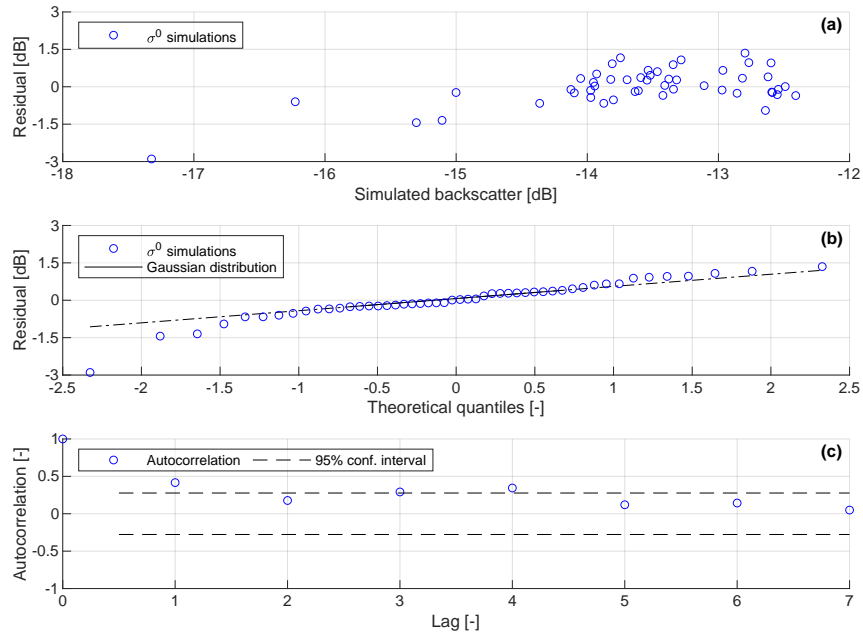 3
(a)
σ⁰ simulations
1.5
0
-1.5
-3
Residual [dB]
-18 -17 -16 -15 -14 -13 -12
Simulated backscatter [dB]
3
(b)
σ⁰ simulations
Gaussian distribution
1.5
0
-1.5
-3
Residual [dB]
-2.5 -2 -1.5 -1 -0.5 0 0.5 1 1.5 2 2.5
Theoretical quantiles [-]
1
(c)
Autocorrelation 95% conf. interval
0.5
0
-0.5
-1
Autocorrelation [-]
0 1 2 3 4 5 6 7
Lag [-]